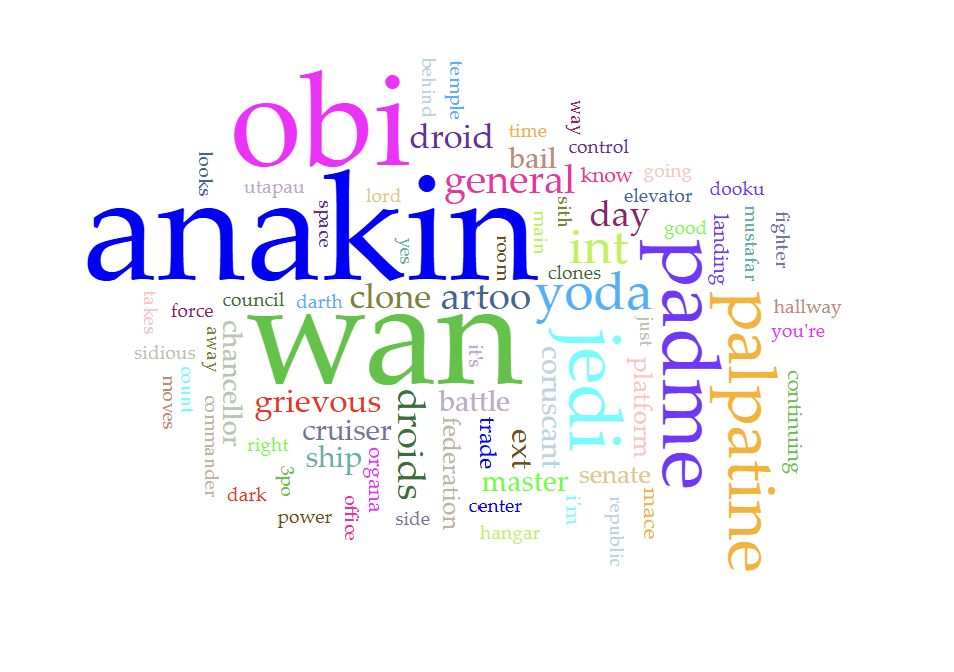 behind
temple
obi
droid
time
way
bail
control
looks
utapau
lord
general
know
going
elevator
dooku
anakin
space
yes
room
main
sith
day
good
landing
mustafar
fighter
int
clones
padme
takes
force
council
darth
clone
artoo
yoda
palpatine
hallway
you're
sidious
away
chancellor
wan
it's
jedi
just
platform
coruscant
count
moves
commander
grievous
droids
battle
continuing
cruiser
right
ship
organa
federation
trade
ext
senate
3po
dark
master
mace
power
office
side
center
hangar
i'm
republic